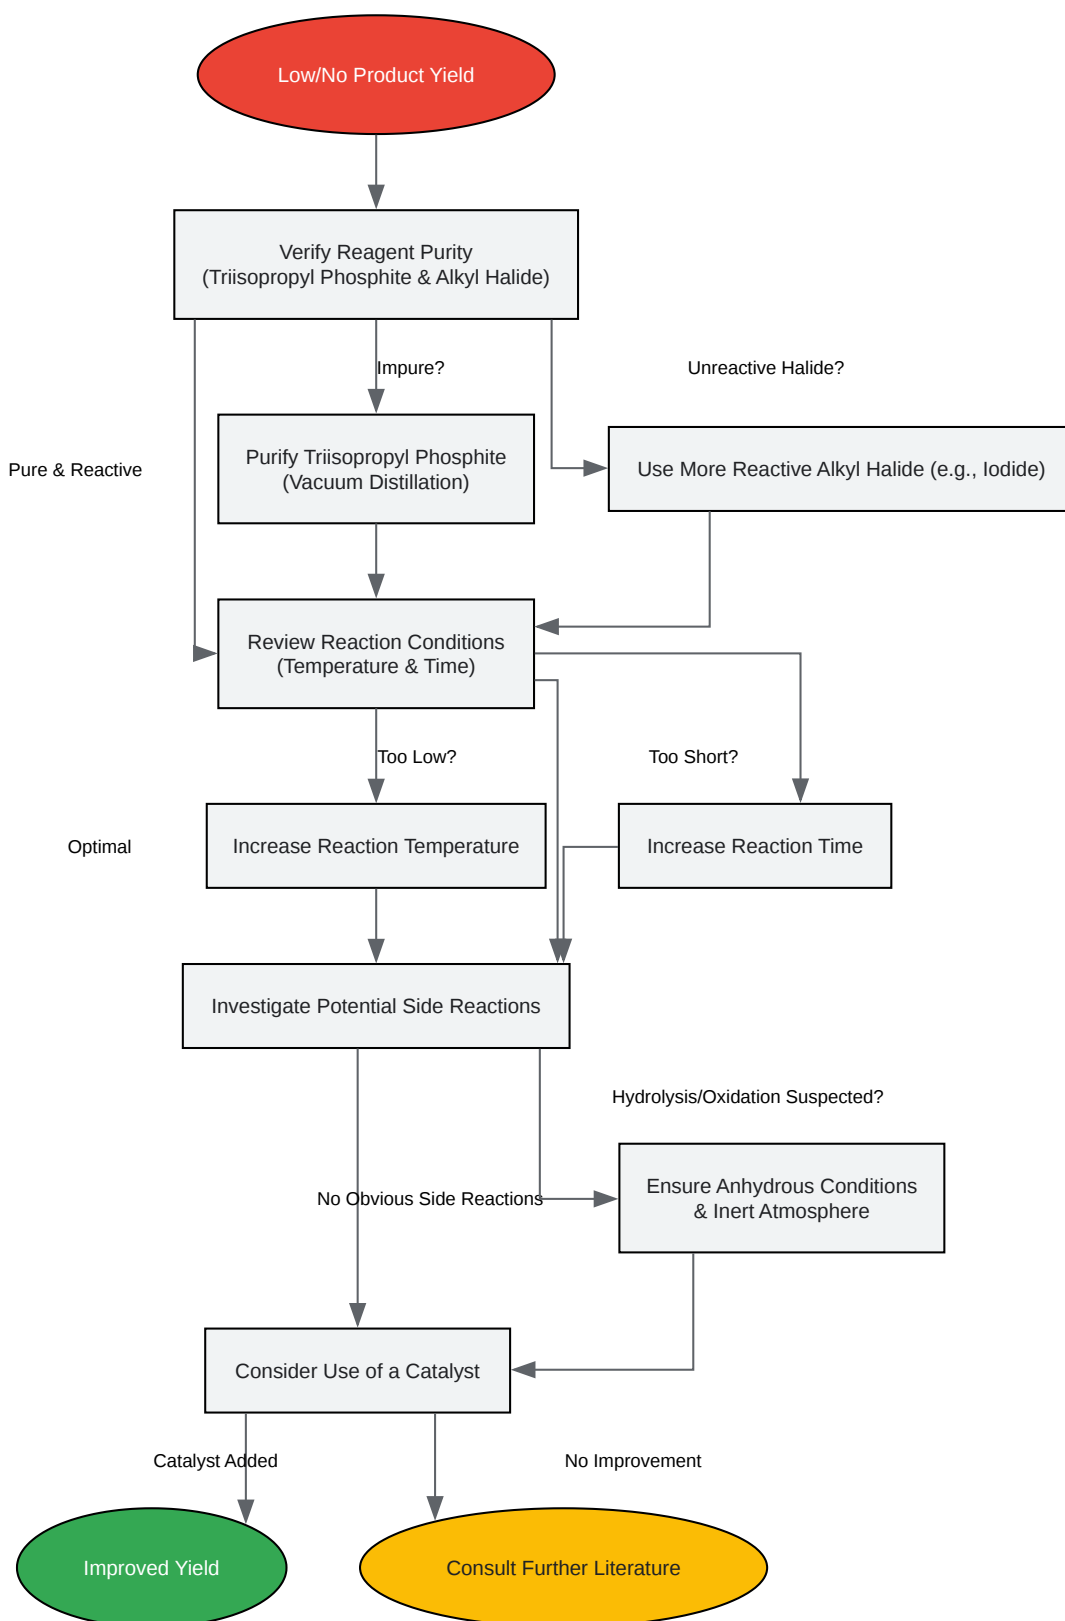 Low/No Product Yield
Verify Reagent Purity
(Triisopropyl Phosphite & Alkyl Halide)
Impure?
Unreactive Halide?
Pure & Reactive
Purify Triisopropyl Phosphite
(Vacuum Distillation)
Use More Reactive Alkyl Halide (e.g., Iodide)
Review Reaction Conditions
(Temperature & Time)
Too Low?
Too Short?
Optimal
Increase Reaction Temperature
Increase Reaction Time
Investigate Potential Side Reactions
Hydrolysis/Oxidation Suspected?
No Obvious Side Reactions
Ensure Anhydrous Conditions
& Inert Atmosphere
Consider Use of a Catalyst
Catalyst Added
No Improvement
Improved Yield
Consult Further Literature